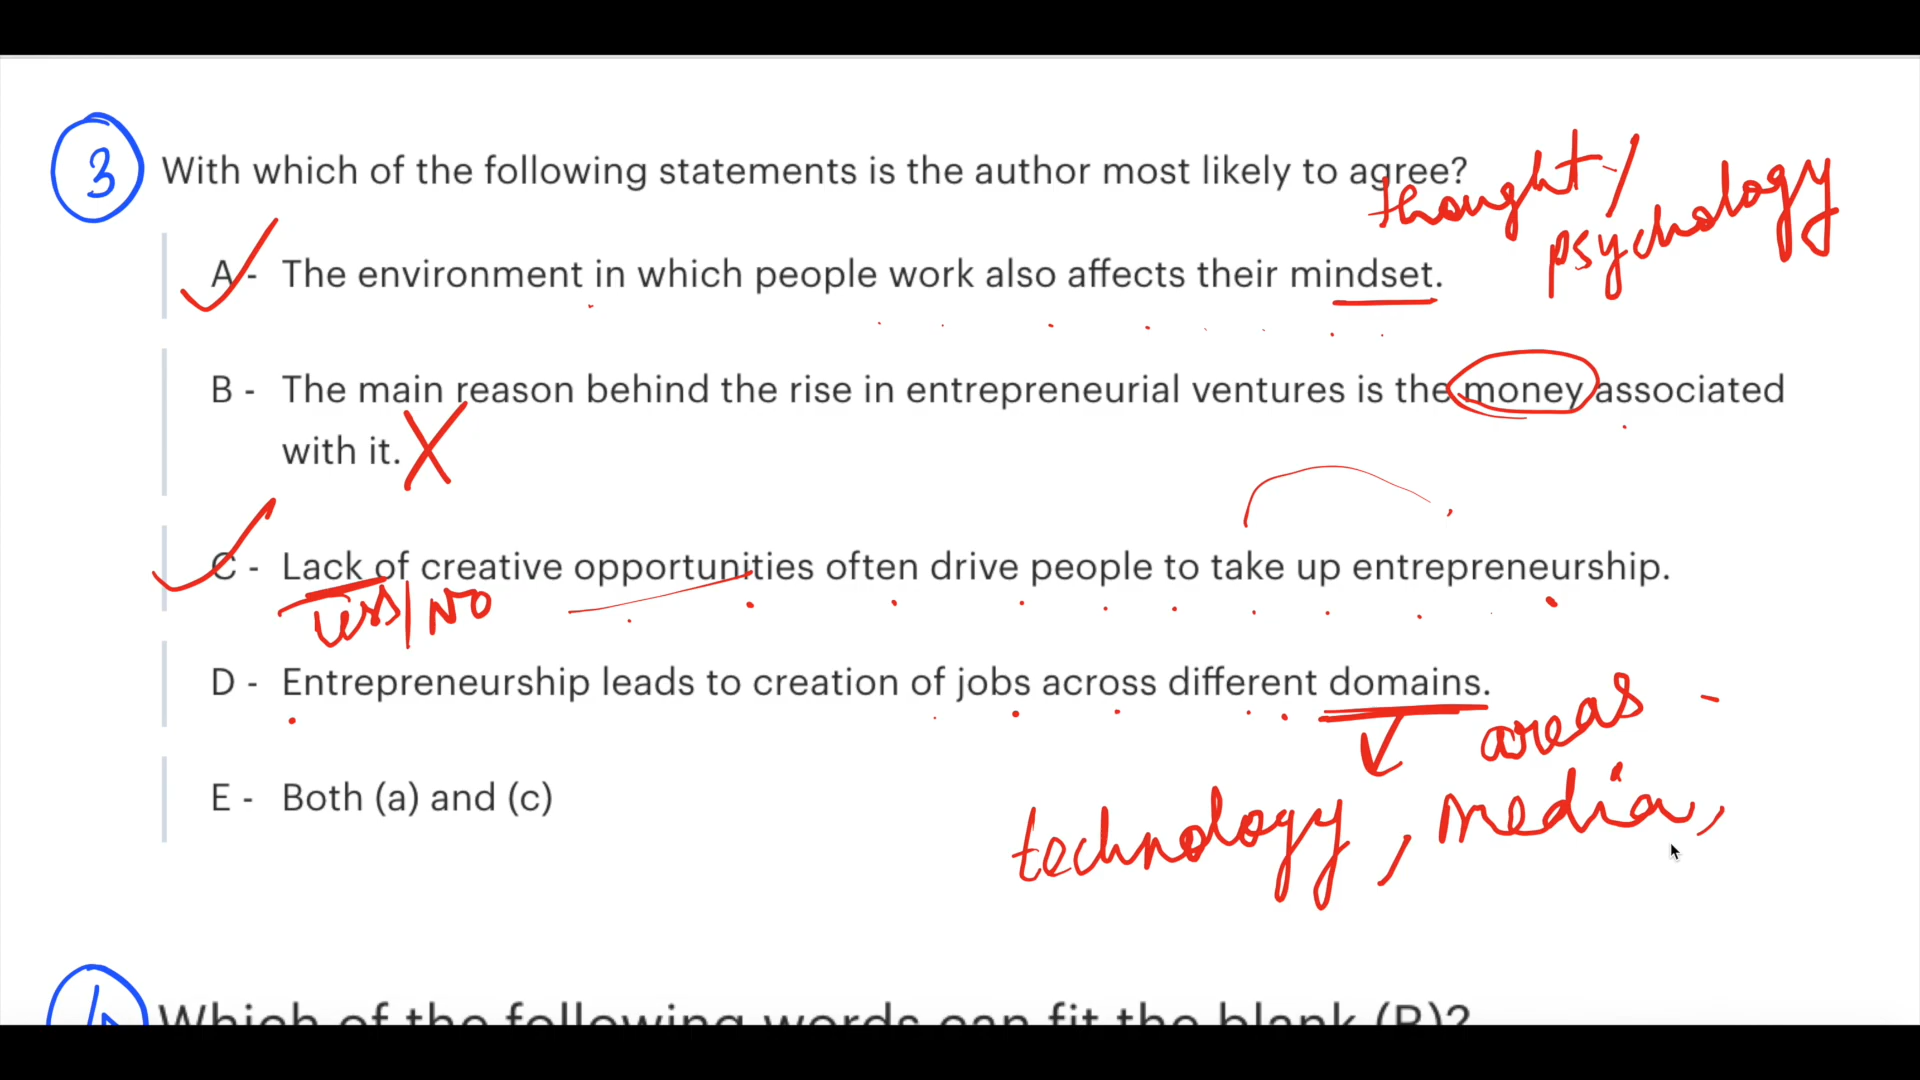 3 With which of the following statements is the author most likely to agree?
thought /
psychology
A - The environment in which people work also affects their mindset.
B - The main reason behind the rise in entrepreneurial ventures is the money associated
with it.
C - Lack of creative opportunities often drive people to take up entrepreneurship.
less | NO
D - Entrepreneurship leads to creation of jobs across different domains.
areas -
E - Both (a) and (c)
technology, media,
Which of the following words can fit the blank (B)?